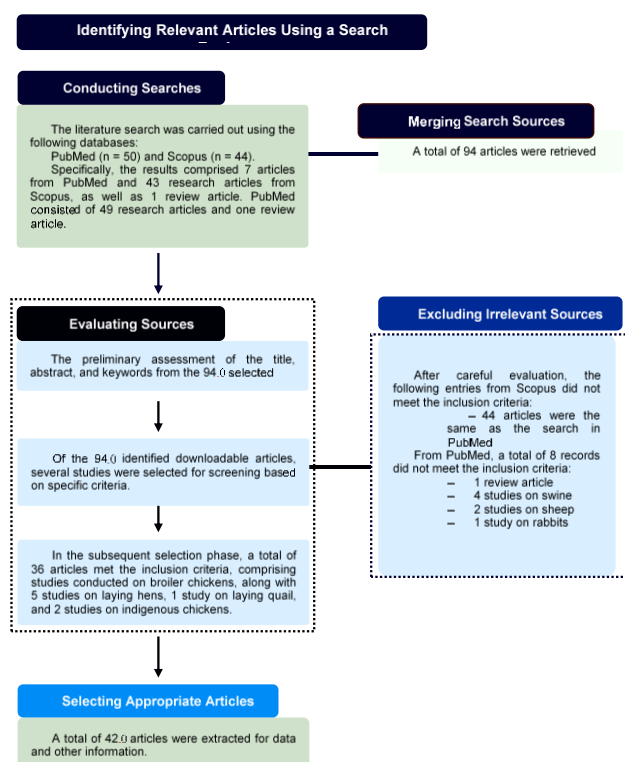 Identifying Relevant Articles Using a Search
Conducting Searches
The literature search was carried out using the
following databases:
PubMed (n = 50) and Scopus (n = 44).
Specifically, the results comprised 7 articles
from PubMed and 43 research articles from
Scopus, as well as 1 review article. PubMed
consisted of 49 research articles and one review
article.
Merging Search Sources
A total of 94 articles were retrieved
Evaluating Sources
The preliminary assessment of the title,
abstract, and keywords from the 94.0 selected
Of the 94.0 identified downloadable articles,
several studies were selected for screening based
on specific criteria.
In the subsequent selection phase, a total of
36 articles met the inclusion criteria, comprising
studies conducted on broiler chickens, along with
5 studies on laying hens, 1 study on laying quail,
and 2 studies on indigenous chickens.
Excluding Irrelevant Sources
After careful evaluation, the
following entries from Scopus did not
meet the inclusion criteria:
– 44 articles were the
same as the search in
PubMed
From PubMed, a total of 8 records
did not meet the inclusion criteria:
– 1 review article
– 4 studies on swine
– 2 studies on sheep
– 1 study on rabbits
Selecting Appropriate Articles
A total of 42.0 articles were extracted for data
and other information.